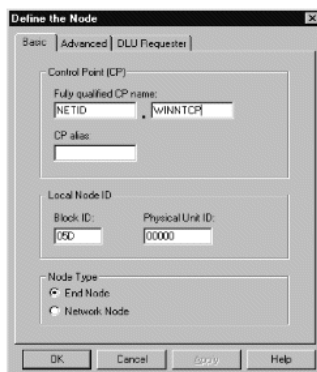 Define the Node
Basic Advanced DLU Requester
Control Point (CP)
Fully qualified CP name:
NETID . WINNTCP
CP alias:
Local Node ID
Block ID: Physical Unit ID:
05D 00000
Node Type
End Node
Network Node
OK Cancel Apply Help